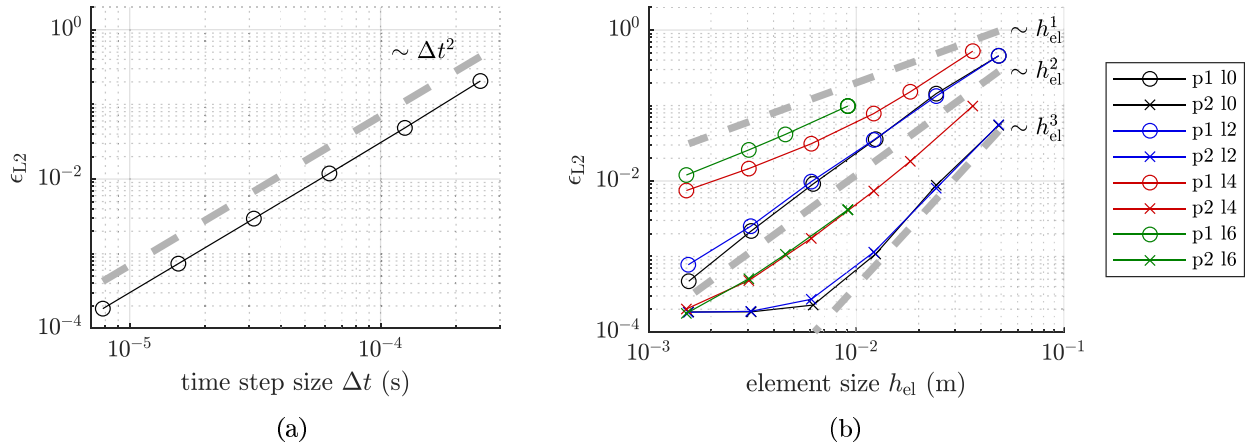 10^0
10^-2
10^-4
ϵ_L2
∼ Δt^2
10^-5
10^-4
time step size Δt (s)
(a)
10^0
10^-2
10^-4
ϵ_L2
∼ h_el^1
∼ h_el^2
∼ h_el^3
10^-3
10^-2
10^-1
element size h_el (m)
(b)
p1 l0
p2 l0
p1 l2
p2 l2
p1 l4
p2 l4
p1 l6
p2 l6